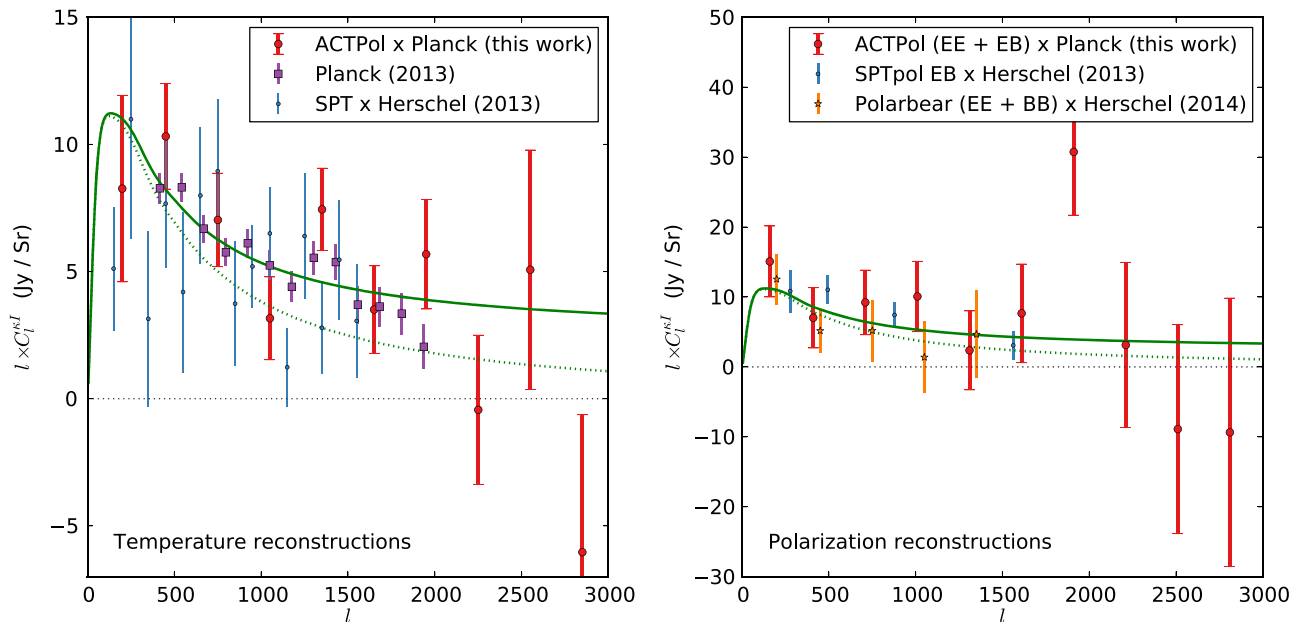 15
10
5
0
−5
0 500 1000 1500 2000 2500 3000
l
l × C_l^{κI} (Jy / Sr)
ACTPol x Planck (this work)
Planck (2013)
SPT x Herschel (2013)
Temperature reconstructions
50
40
30
20
10
0
−10
−20
−30
0 500 1000 1500 2000 2500 3000
l
l × C_l^{κI} (Jy / Sr)
ACTPol (EE + EB) x Planck (this work)
SPTpol EB x Herschel (2013)
Polarbear (EE + BB) x Herschel (2014)
Polarization reconstructions